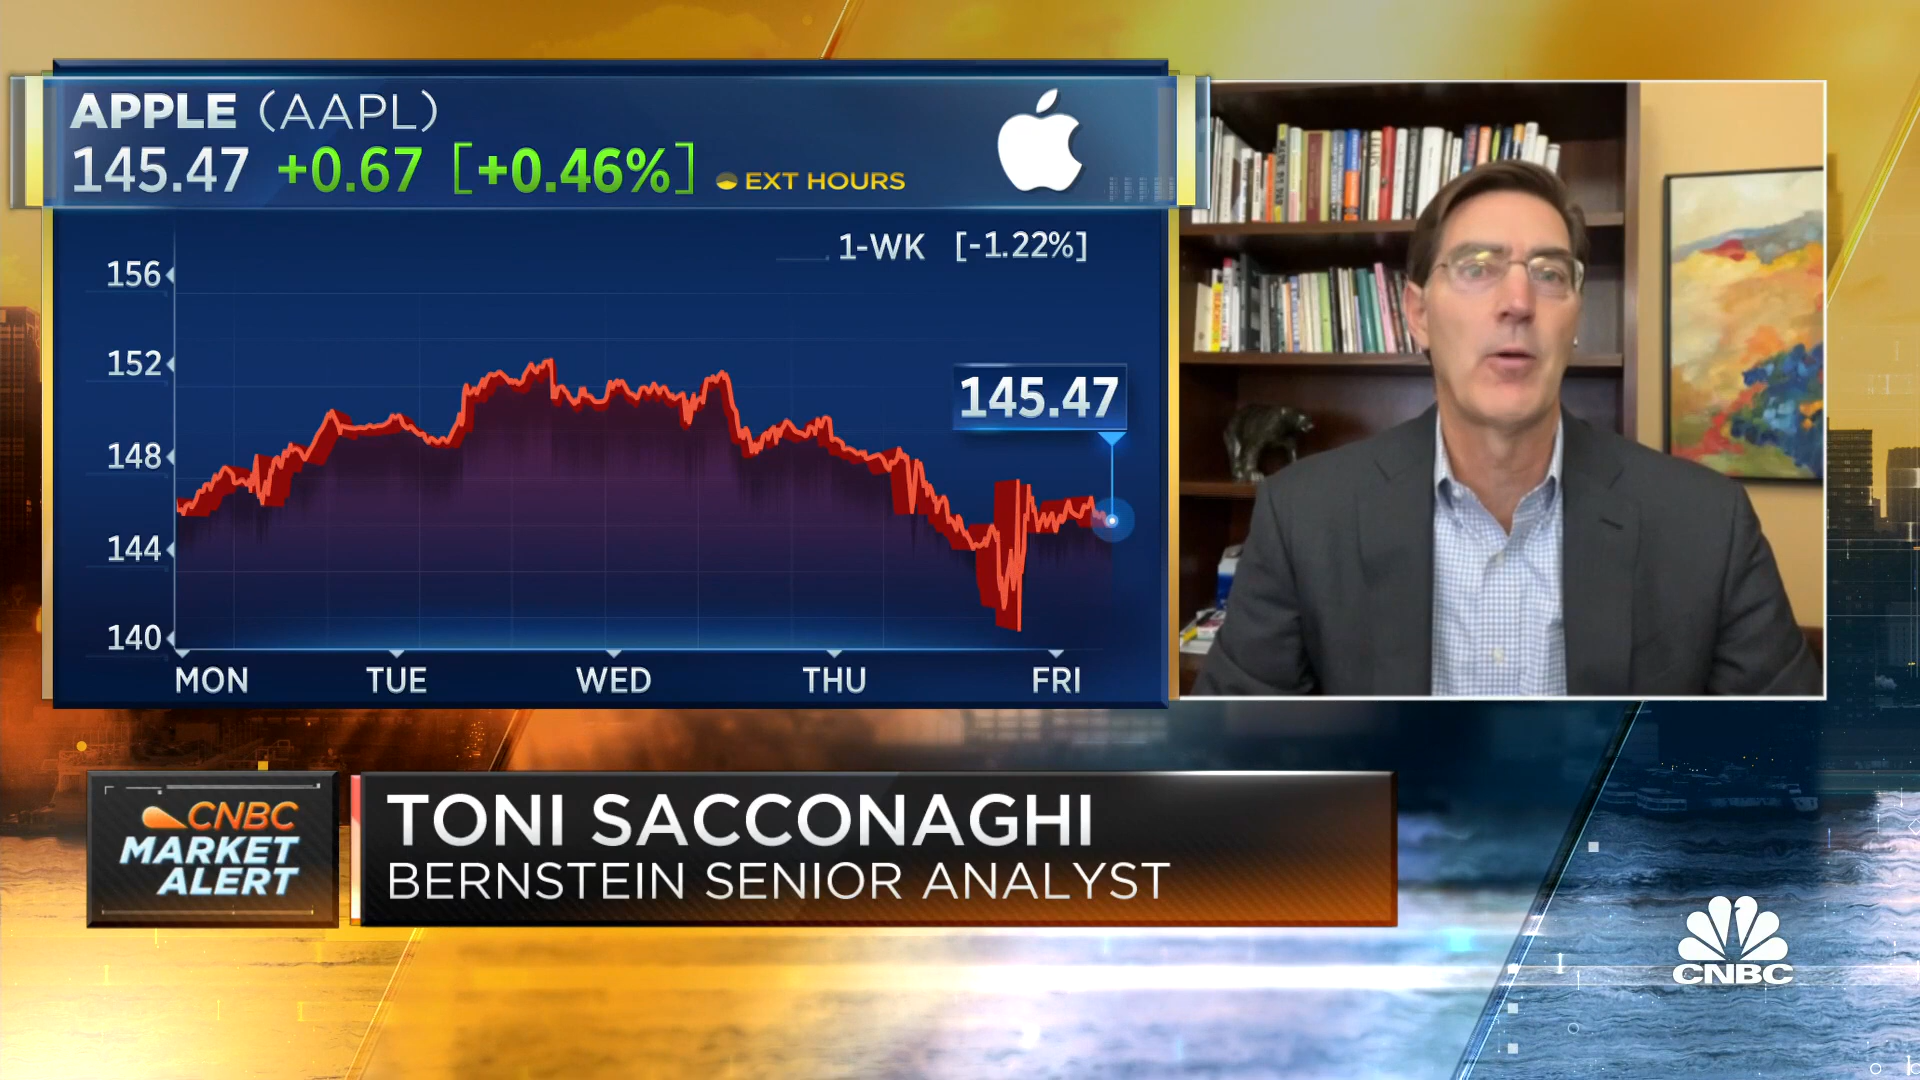 APPLE (AAPL)
145.47 +0.67 [+0.46%] EXT HOURS
1-WK [-1.22%]
156
152
148
144
140
145.47
MON TUE WED THU FRI
CNBC
MARKET
ALERT
TONI SACCONAGHI
BERNSTEIN SENIOR ANALYST
CNBC